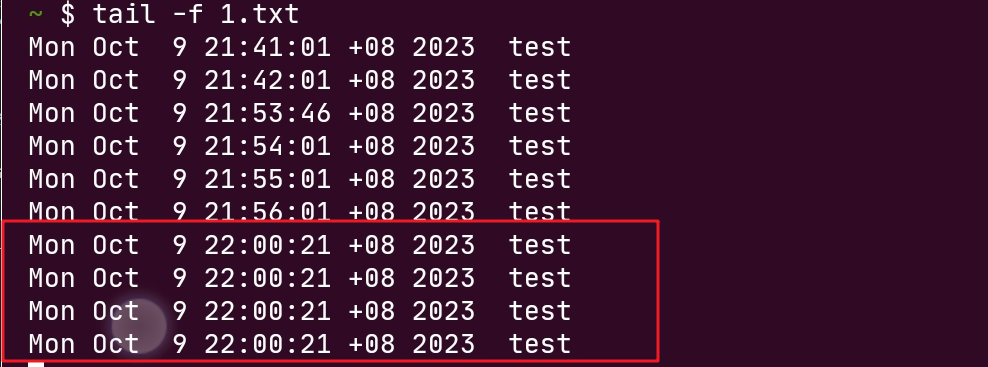 ~ $ tail -f 1.txt
Mon Oct  9 21:41:01 +08 2023  test
Mon Oct  9 21:42:01 +08 2023  test
Mon Oct  9 21:53:46 +08 2023  test
Mon Oct  9 21:54:01 +08 2023  test
Mon Oct  9 21:55:01 +08 2023  test
Mon Oct  9 21:56:01 +08 2023  test
Mon Oct  9 22:00:21 +08 2023  test
Mon Oct  9 22:00:21 +08 2023  test
Mon Oct  9 22:00:21 +08 2023  test
Mon Oct  9 22:00:21 +08 2023  test